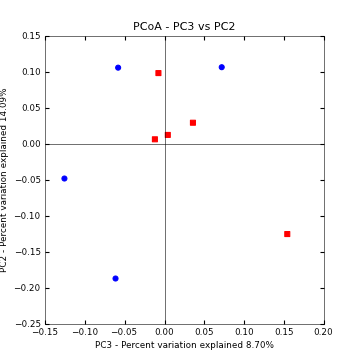 PCoA - PC3 vs PC2
0.15
0.10
0.05
0.00
−0.05
−0.10
−0.15
−0.20
−0.25
PC2 - Percent variation explained 14.09%
−0.15 −0.10 −0.05 0.00 0.05 0.10 0.15 0.20
PC3 - Percent variation explained 8.70%